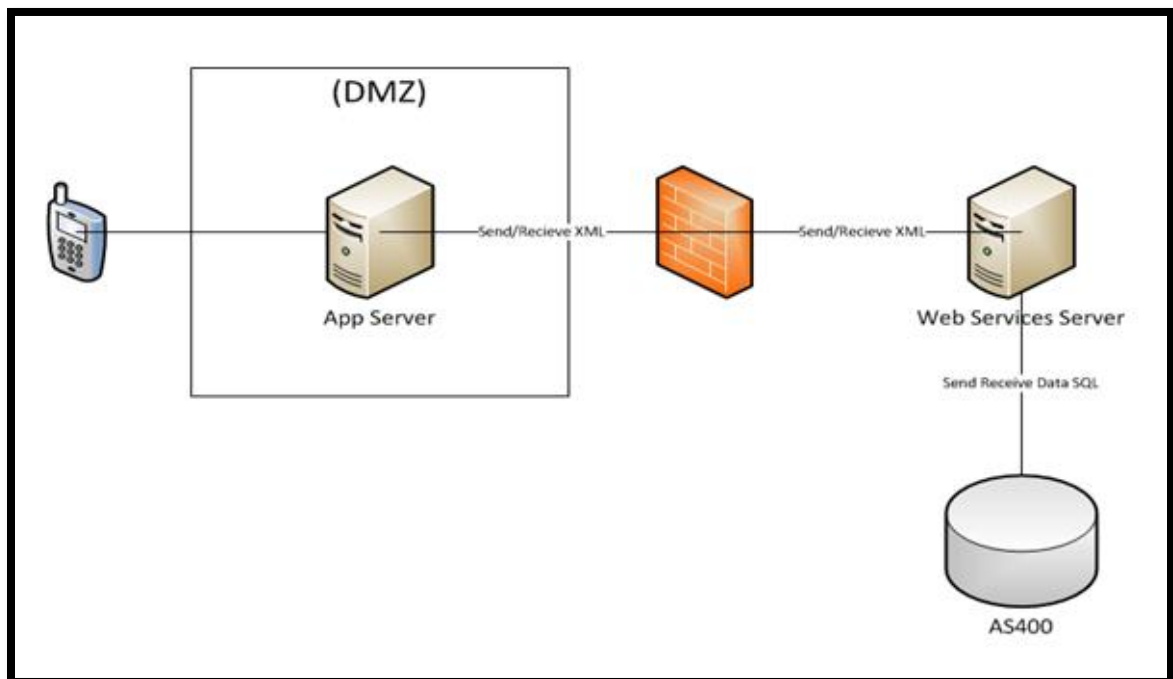 (DMZ)
Send/Recieve XML
Send/Recieve XML
App Server
Web Services Server
Send Receive Data SQL
AS400